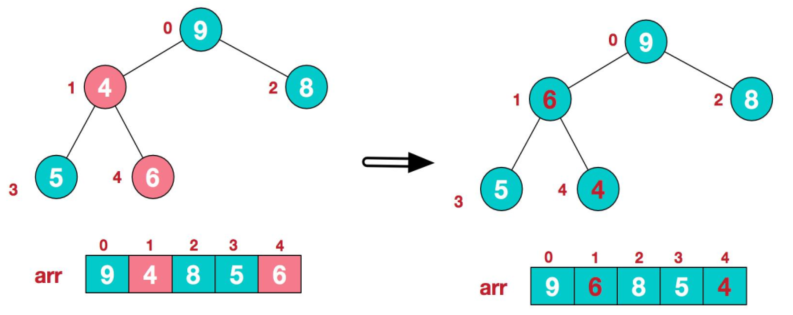 0 9
1 4 2 8
3 5 4 6
0 1 2 3 4
arr 9 4 8 5 6
0 9
1 6 2 8
3 5 4 4
0 1 2 3 4
arr 9 6 8 5 4